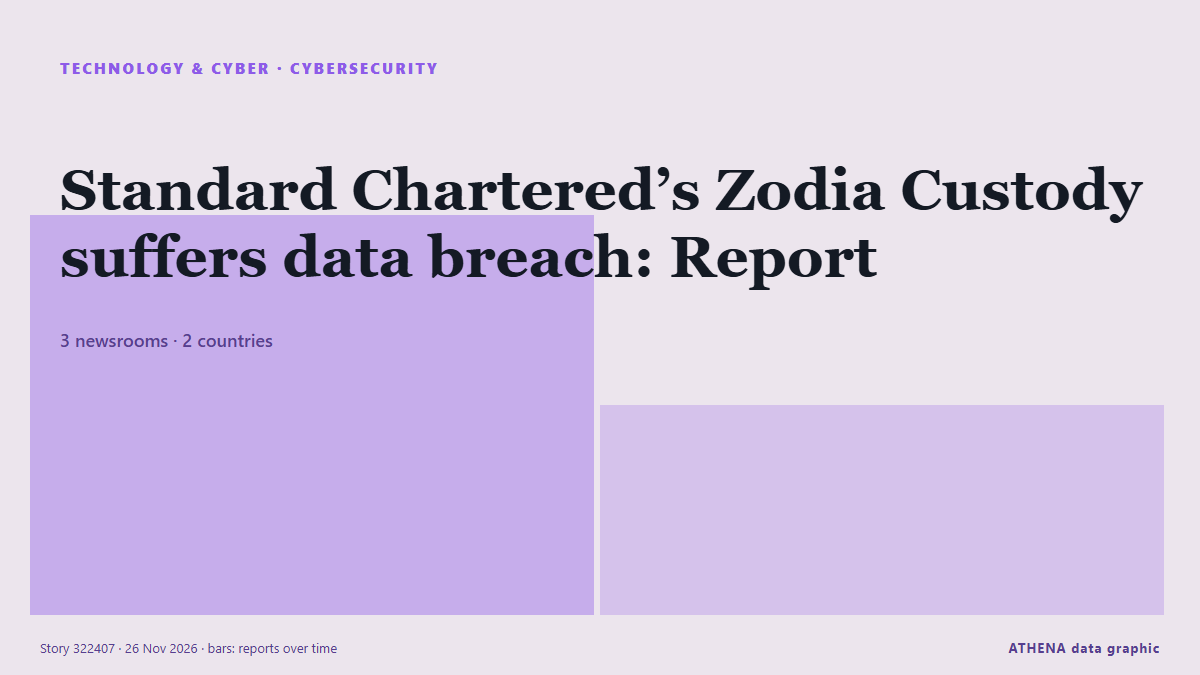 TECHNOLOGY & CYBER · CYBERSECURITY
Standard Chartered’s Zodia Custody
suffers data breach: Report
3 newsrooms · 2 countries
Story 322407 · 26 Nov 2026 · bars: reports over time
ATHENA data graphic